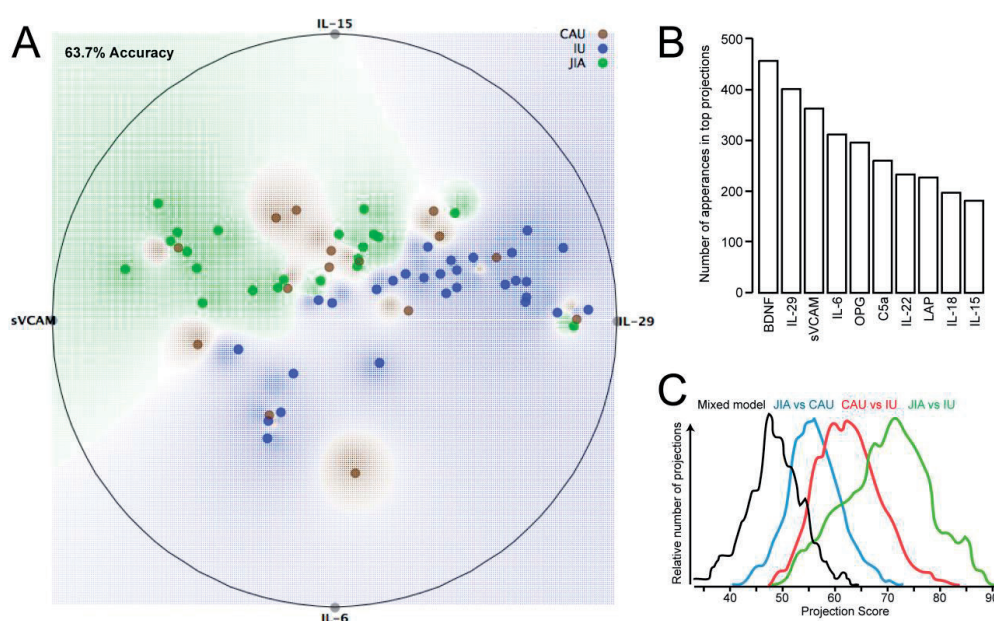 A
63.7% Accuracy
IL-15
CAU
IU
JIA
sVCAM
IL-29
IL-6
B
Number of apperances in top projections
500
400
300
200
100
0
BDNF
IL-29
sVCAM
IL-6
OPG
C5a
IL-22
LAP
IL-18
IL-15
C
Mixed model JIA vs CAU CAU vs IU JIA vs IU
Relative number of projections
40 50 60 70 80 90
Projection Score